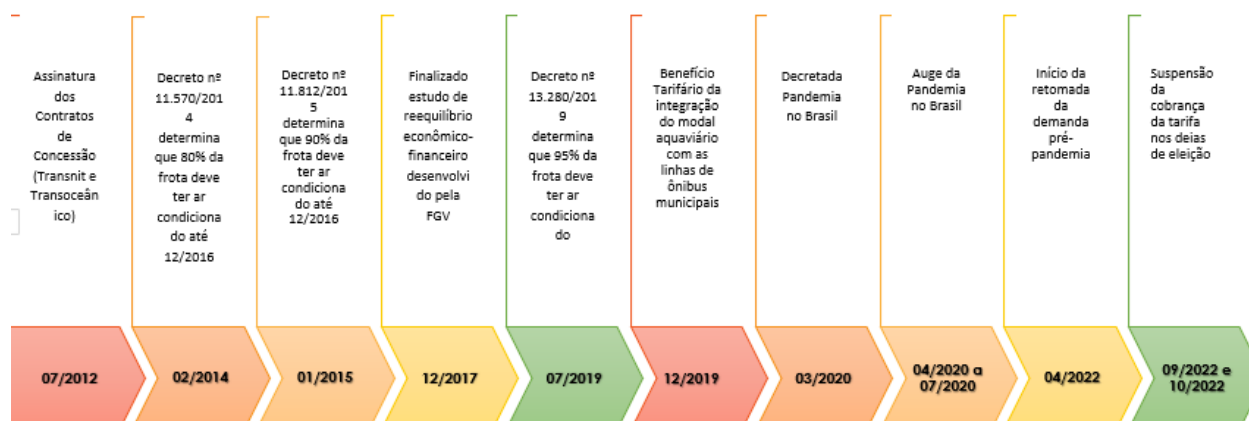 Assinatura
dos
Contratos
de
Concessão
(Transnit e
Transoceân
ico)
Decreto nº
11.570/201
4
determina
que 80% da
frota deve
ter ar
condiciona
do até
12/2016
Decreto nº
11.812/201
5
determina
que 90% da
frota deve
ter ar
condiciona
do até
12/2016
Finalizado
estudo de
reequilíbrio
econômico-
financeiro
desenvolvi
do pela
FGV
Decreto nº
13.280/201
9
determina
que 95% da
frota deve
ter ar
condiciona
do
Benefício
Tarifário da
integração
do modal
aquaviário
com as
linhas de
ônibus
municipais
Decretada
Pandemia
no Brasil
Auge da
Pandemia
no Brasil
Início da
retomada
da
demanda
pré-
pandemia
Suspensão
da
cobrança
da tarifa
nos deias
de eleição
07/2012
02/2014
01/2015
12/2017
07/2019
12/2019
03/2020
04/2020 a
07/2020
04/2022
09/2022 e
10/2022